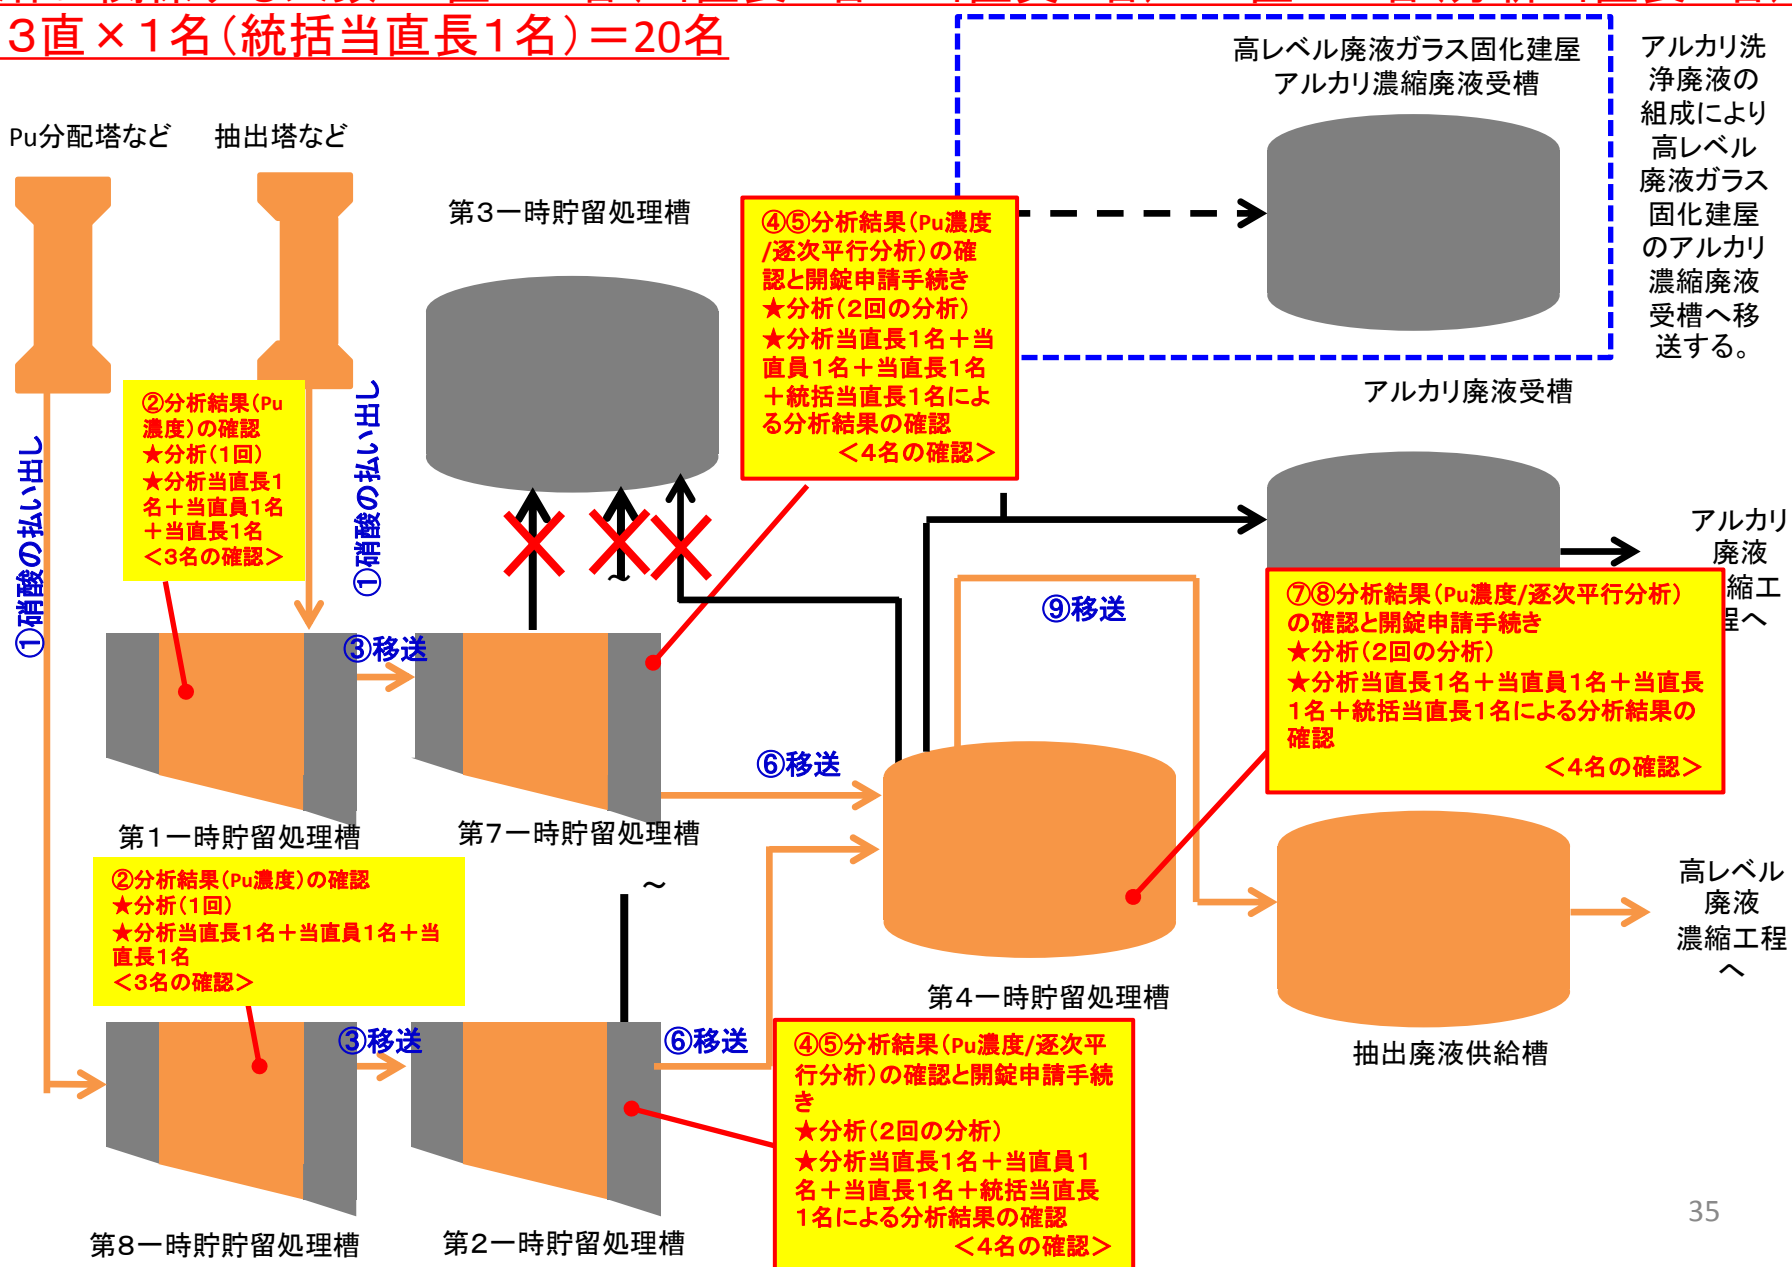 3直×1名(統括当直長1名)=20名
高レベル廃液ガラス固化建屋
アルカリ濃縮廃液受槽
アルカリ洗
浄廃液の
組成により
高レベル
廃液ガラス
固化建屋
のアルカリ
濃縮廃液
受槽へ移
送する。
Pu分配塔など
抽出塔など
第3一時貯留処理槽
④⑤分析結果(Pu濃度
/逐次平行分析)の確
認と開錠申請手続き
★分析(2回の分析)
★分析当直長1名+当
直員1名+当直長1名
+統括当直長1名によ
る分析結果の確認
<4名の確認>
アルカリ廃液受槽
②分析結果(Pu
濃度)の確認
★分析(1回)
★分析当直長1
名+当直員1名
+当直長1名
<3名の確認>
①硝酸の払い出し
①硝酸の払い出し
アルカリ
廃液
縮工
程へ
~
⑨移送
⑦⑧分析結果(Pu濃度/逐次平行分析)
の確認と開錠申請手続き
★分析(2回の分析)
★分析当直長1名+当直員1名+当直長
1名+統括当直長1名による分析結果の
確認
<4名の確認>
③移送
⑥移送
第1一時貯留処理槽
第7一時貯留処理槽
②分析結果(Pu濃度)の確認
★分析(1回)
★分析当直長1名+当直員1名+当
直長1名
<3名の確認>
~
高レベル
廃液
濃縮工程
へ
第4一時貯留処理槽
③移送
⑥移送
④⑤分析結果(Pu濃度/逐次平
行分析)の確認と開錠申請手続
き
★分析(2回の分析)
★分析当直長1名+当直員1
名+当直長1名+統括当直長
1名による分析結果の確認
<4名の確認>
抽出廃液供給槽
第8一時貯貯留処理槽
第2一時貯留処理槽
35